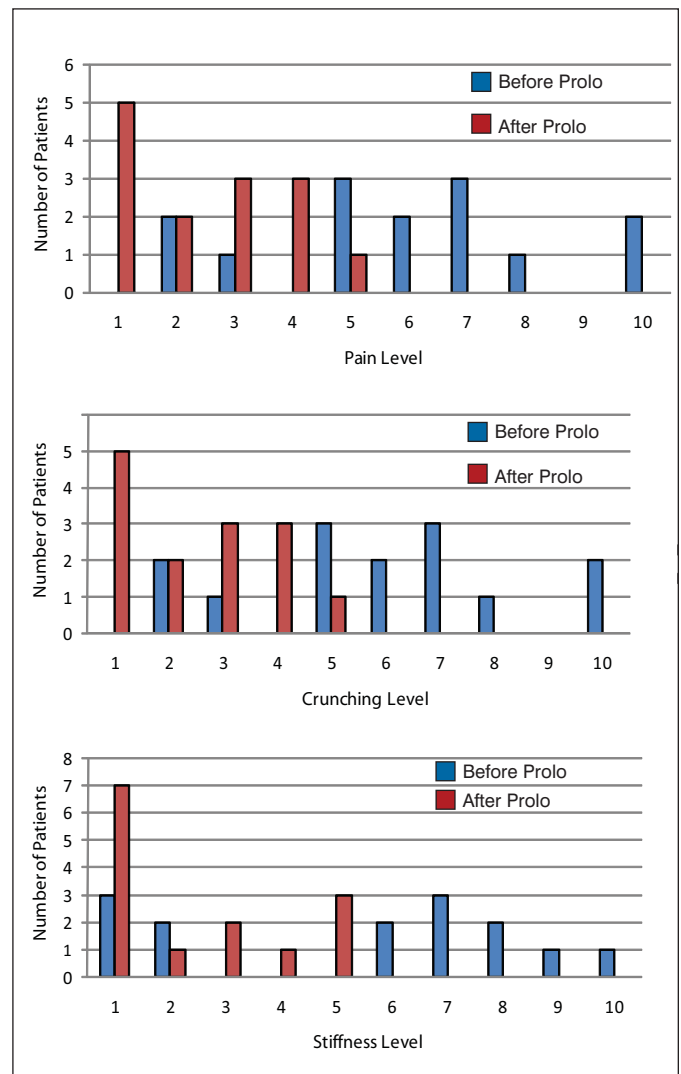 6
5
4
3
2
1
0
Number of Patients
Before Prolo
After Prolo
1 2 3 4 5 6 7 8 9 10
Pain Level
5
4
3
2
1
0
Number of Patients
Before Prolo
After Prolo
1 2 3 4 5 6 7 8 9 10
Crunching Level
8
7
6
5
4
3
2
1
0
Number of Patients
Before Prolo
After Prolo
1 2 3 4 5 6 7 8 9 10
Stiffness Level